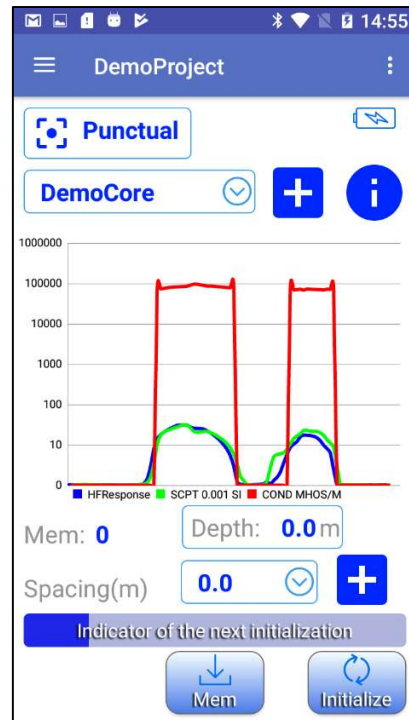 14:55
DemoProject
Punctual
DemoCore
i
1000000
100000
10000
1000
100
10
0
HFResponse SCPT 0.001 SI COND MHOS/M
Mem: 0 Depth: 0.0 m
Spacing(m) 0.0
Indicator of the next initialization
Mem Initialize